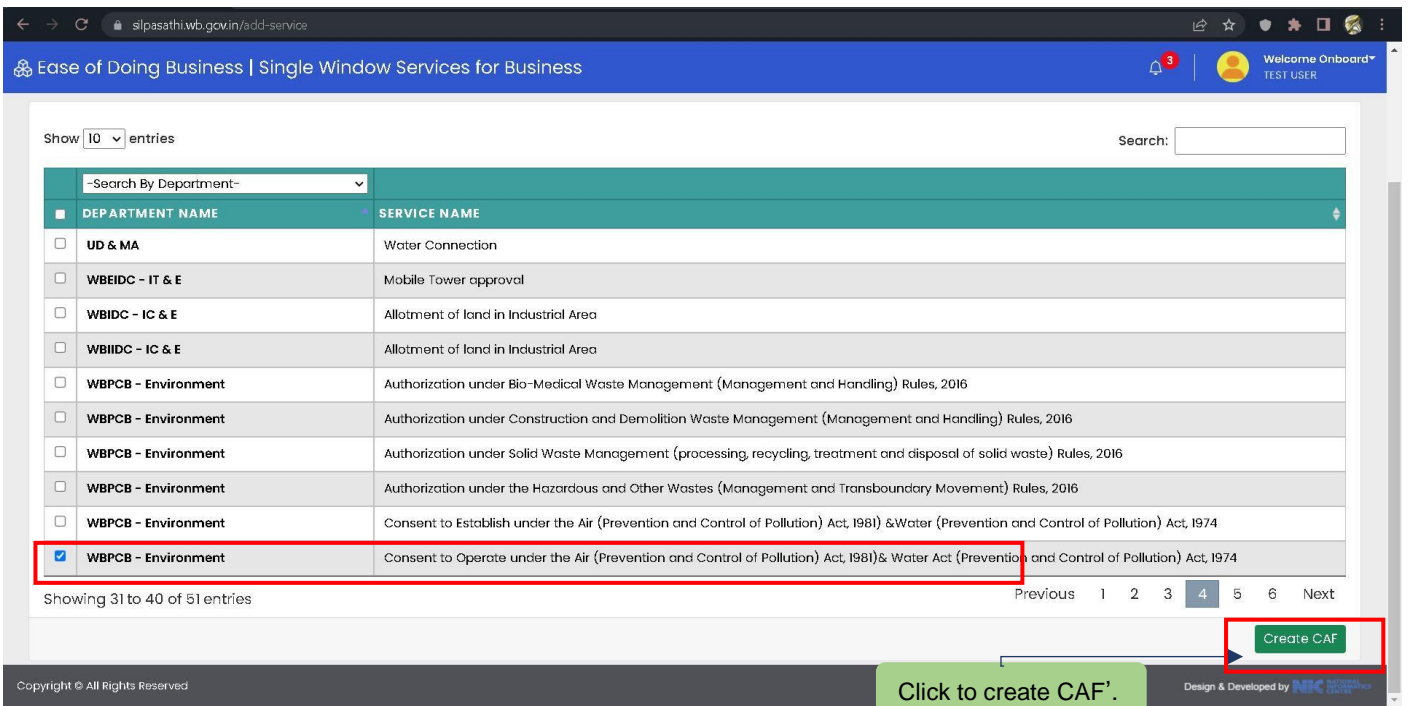 silpasathi.wb.gov.in/add-service
Ease of Doing Business | Single Window Services for Business
3
Welcome Onboard
TEST USER
Show 10 entries
Search:
-Search By Department-
DEPARTMENT NAME SERVICE NAME
UD & MA Water Connection
WBEIDC - IT & E Mobile Tower approval
WBIDC - IC & E Allotment of land in Industrial Area
WBIIDC - IC & E Allotment of land in Industrial Area
WBPCB - Environment Authorization under Bio-Medical Waste Management (Management and Handling) Rules, 2016
WBPCB - Environment Authorization under Construction and Demolition Waste Management (Management and Handling) Rules, 2016
WBPCB - Environment Authorization under Solid Waste Management (processing, recycling, treatment and disposal of solid waste) Rules, 2016
WBPCB - Environment Authorization under the Hazardous and Other Wastes (Management and Transboundary Movement) Rules, 2016
WBPCB - Environment Consent to Establish under the Air (Prevention and Control of Pollution) Act, 1981) &Water (Prevention and Control of Pollution) Act, 1974
WBPCB - Environment Consent to Operate under the Air (Prevention and Control of Pollution) Act, 1981)& Water Act (Prevention and Control of Pollution) Act, 1974
Showing 31 to 40 of 51 entries
Previous 1 2 3 4 5 6 Next
Create CAF
Click to create CAF'.
Copyright © All Rights Reserved
Design & Developed by NIC